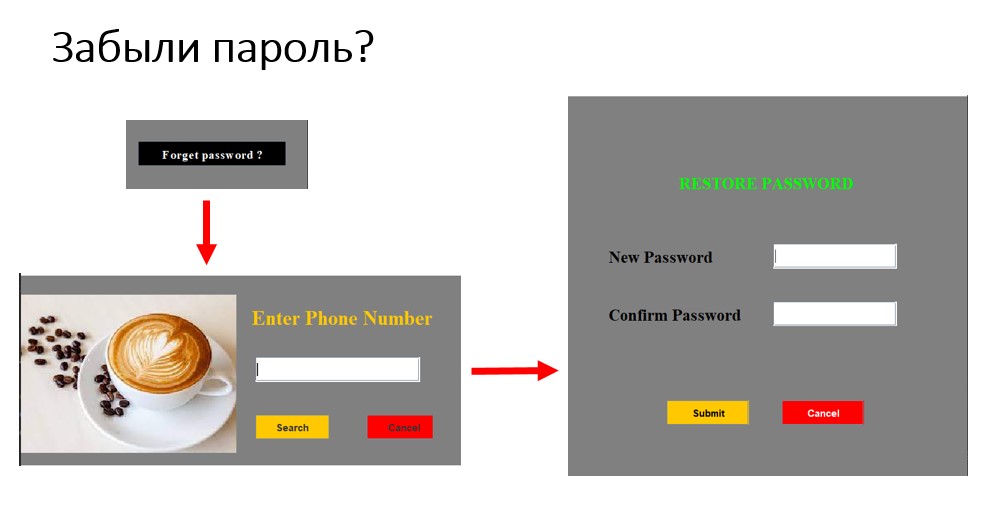 Забыли пароль?
Forget password ?
Enter Phone Number
Search
Cancel
RESTORE PASSWORD
New Password
Confirm Password
Submit
Cancel